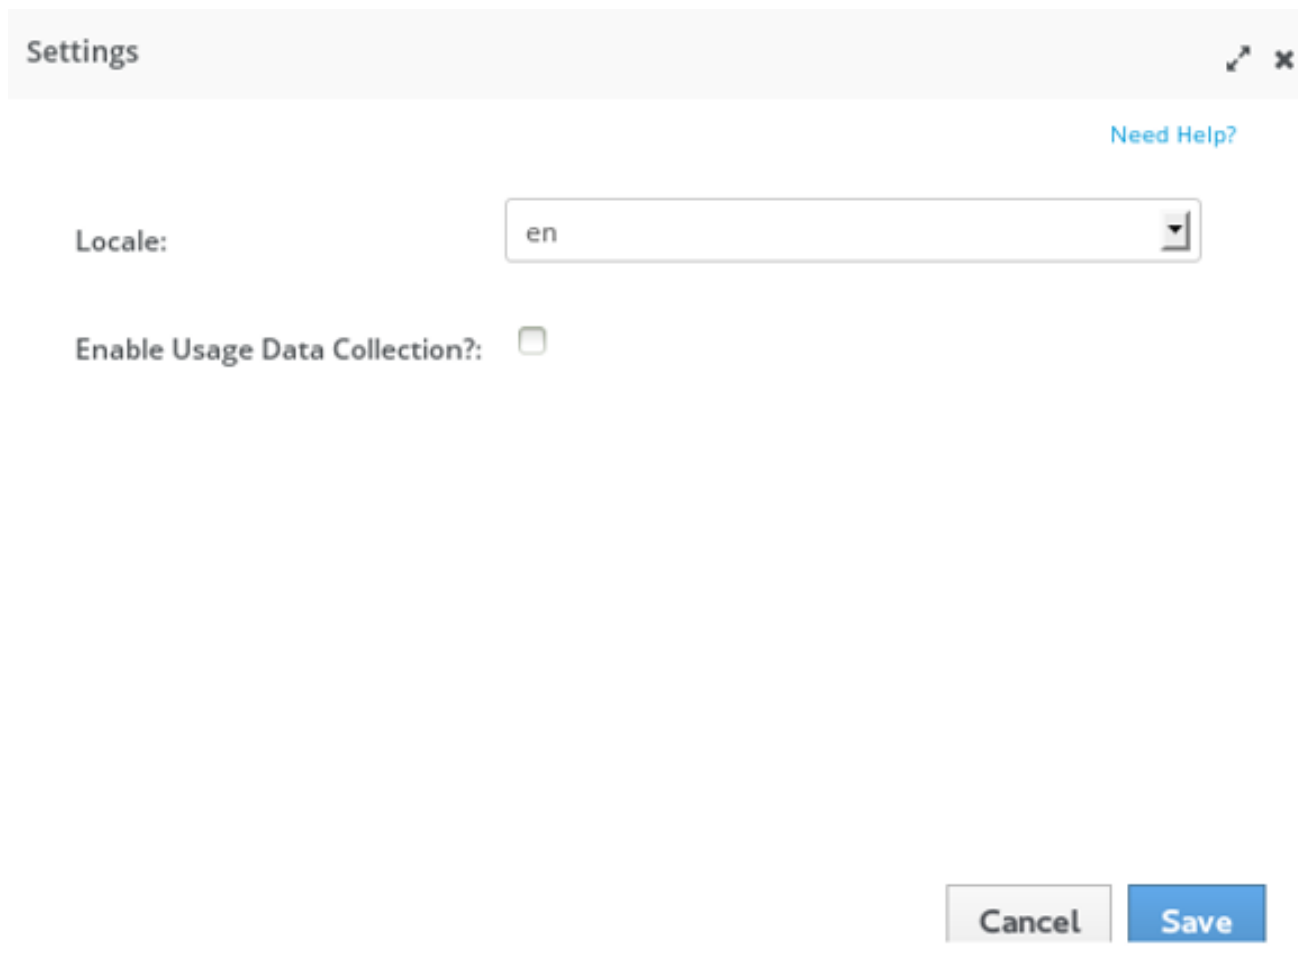 Settings
Need Help?
Locale:
en
Enable Usage Data Collection?:
Cancel
Save